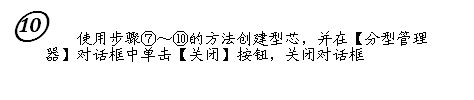 ⑩
使用步骤⑦～⑩的方法创建型芯，并在【分型管理
器】对话框中单击【关闭】按钮，关闭对话框